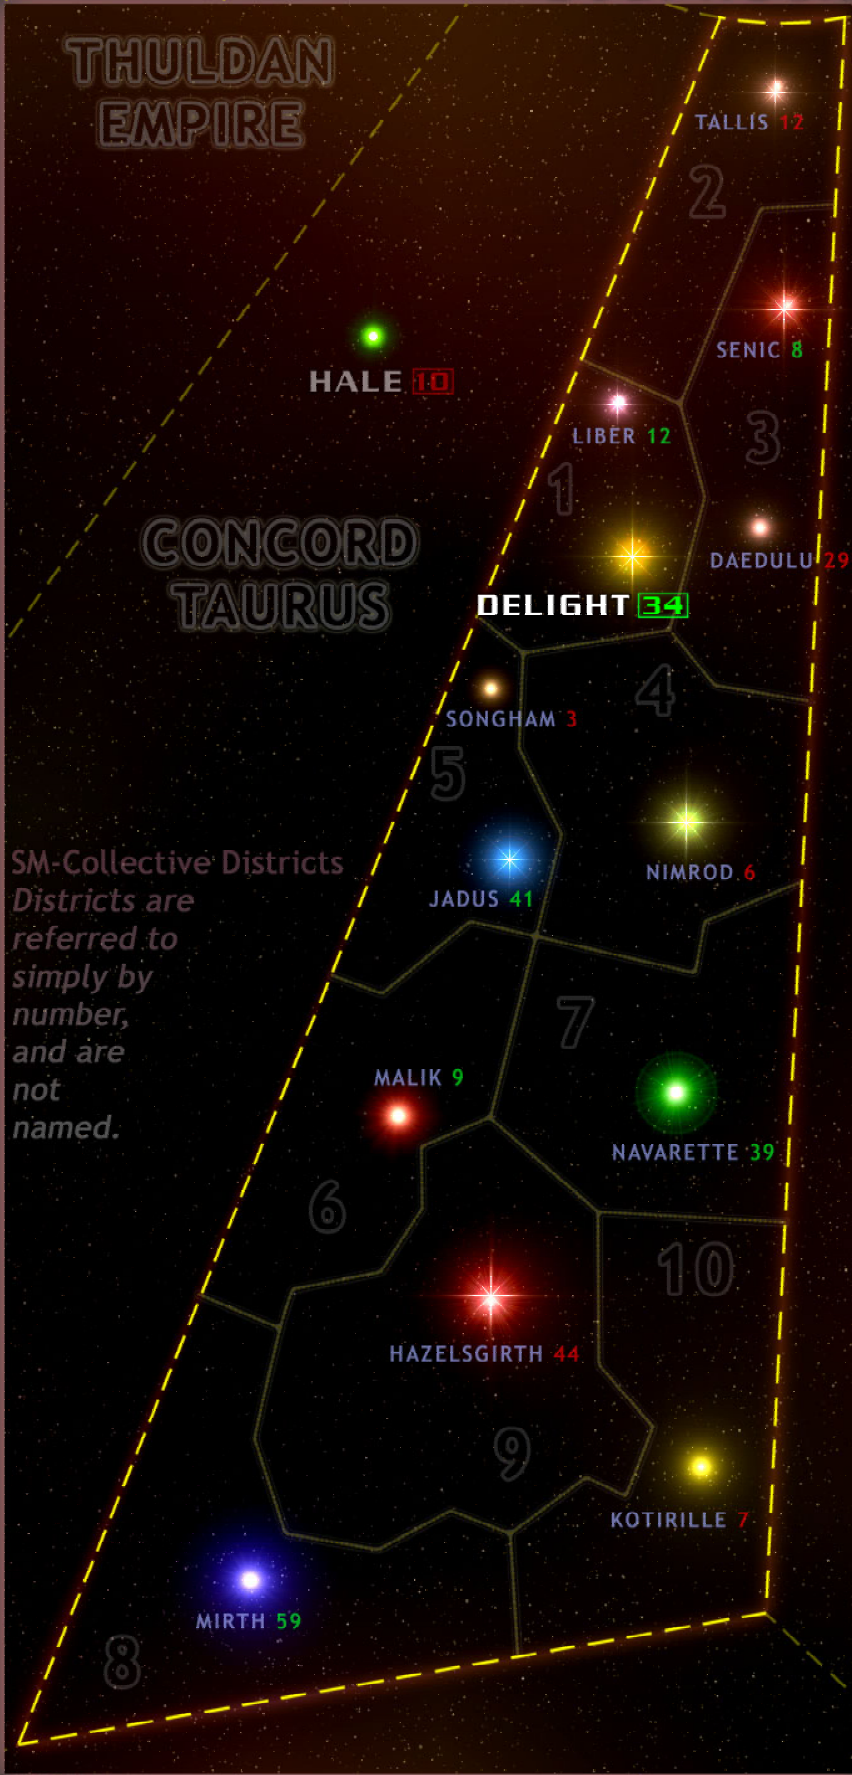 THULDAN
EMPIRE
TALLIS 12
2
SENIC 8
HALE 10
LIBER 12
3
1
CONCORD
TAURUS
DAEDULU 29
DELIGHT 34
4
SONGHAM 3
5
NIMROD 6
JADUS 41
SM-Collective Districts
Districts are
referred to
simply by
number,
and are
not
named.
7
MALIK 9
NAVARETTE 39
6
10
HAZELSGIRTH 44
9
KOTIRILLE 7
MIRTH 59
8